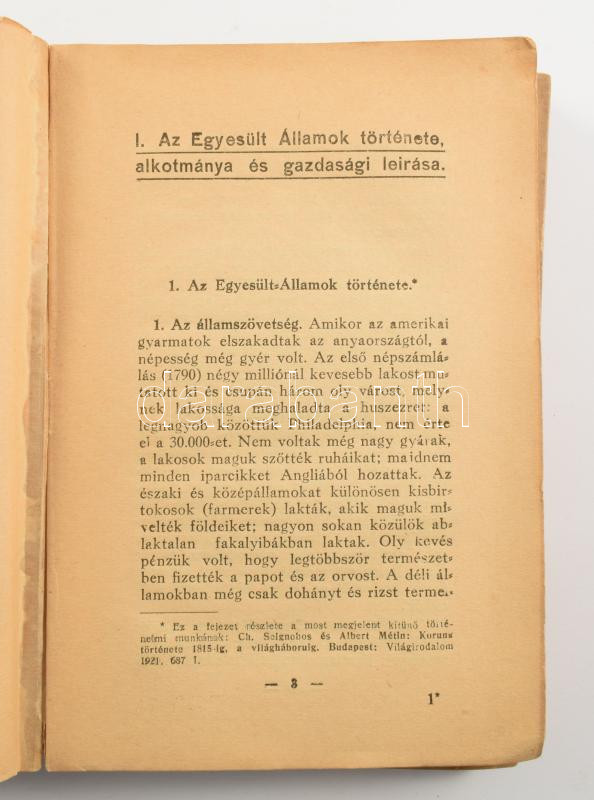 I. Az Egyesült Államok története,
alkotmánya és gazdasági leirása.
1. Az Egyesült-Államok története.*
1. Az államszövetség. Amikor az amerikai
gyarmatok elszakadtak az anyaországtól, a
népesség még gyér volt. Az első népszámlá-
lás (1790) négy milliónál kevesebb lakost mu-
tatott ki és csupán három oly várost, mely-
nek lakossága meghaladta a huszezret: a
legnagyob közöttük Philadelphia, nem érte
el a 30.000-et. Nem voltak még nagy gyárak,
a lakosok maguk szőtték ruháikat; majdnem
minden iparcikket Angliából hozattak. Az
északi és középállamokat különösen kisbir-
tokosok (farmerek) lakták, akik maguk mi-
velték földeiket; nagyon sokan közülök ab-
laktalan fakalyibákban laktak. Oly kevés
pénzük volt, hogy legtöbbször természet-
ben fizették a papot és az orvost. A déli ál-
lamokban még csak dohányt és rizst terme-
* Ez a fejezet részlete a most megjelent kitünő törté-
nelmi munkának: Ch. Seignobos és Albert Métin: Korunk
története 1815-ig, a világháboruig. Budapest: Világirodalom
1921, 687 l.
— 3 —
1*
darabanth